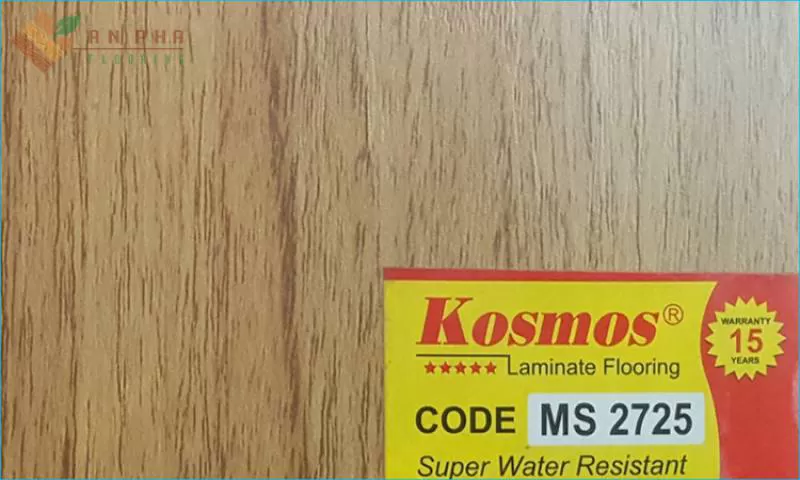 AN PHA
FLOORING
Kosmos®
Laminate Flooring
WARRANTY
15
YEARS
CODE MS 2725
Super Water Resistant